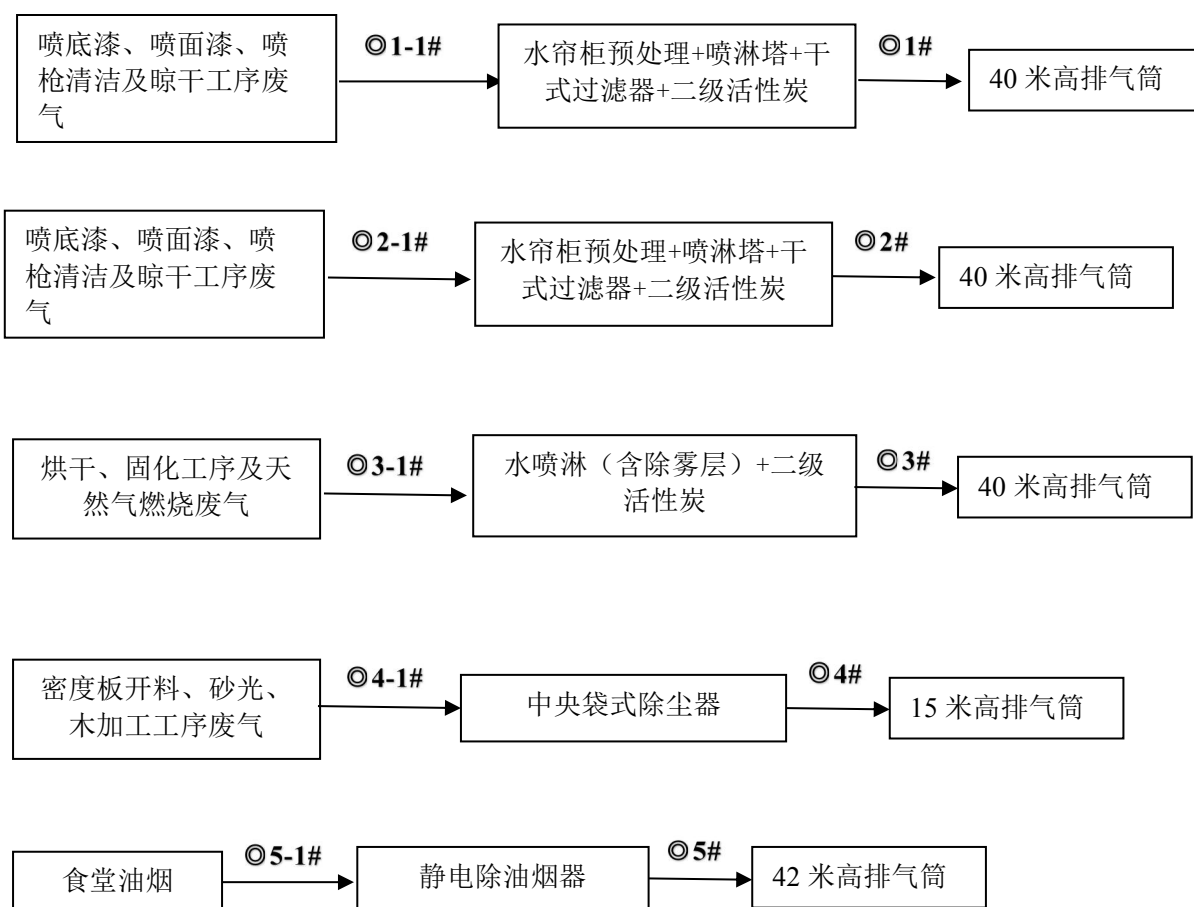 喷底漆、喷面漆、喷
枪清洁及晾干工序废
气
◎1-1#
水帘柜预处理+喷淋塔+干
式过滤器+二级活性炭
◎1#
40 米高排气筒
喷底漆、喷面漆、喷
枪清洁及晾干工序废
气
◎2-1#
水帘柜预处理+喷淋塔+干
式过滤器+二级活性炭
◎2#
40 米高排气筒
烘干、固化工序及天
然气燃烧废气
◎3-1#
水喷淋（含除雾层）+二级
活性炭
◎3#
40 米高排气筒
密度板开料、砂光、
木加工工序废气
◎4-1#
中央袋式除尘器
◎4#
15 米高排气筒
食堂油烟
◎5-1#
静电除油烟器
◎5#
42 米高排气筒